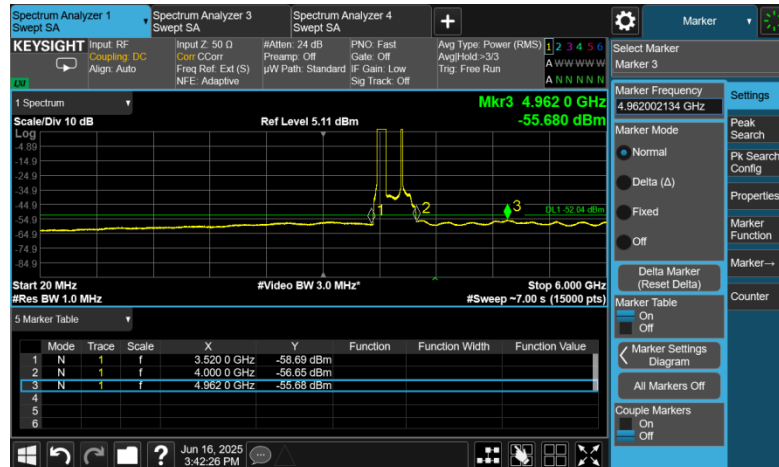 Spectrum Analyzer 1
Swept SA
Spectrum Analyzer 3
Swept SA
Spectrum Analyzer 4
Swept SA
+
Marker
KEYSIGHT
Input: RF
Coupling: DC
Align: Auto
Input Z: 50 Ω
Corr CCorr
Freq Ref: Ext (S)
NFE: Adaptive
#Atten: 24 dB
Preamp: Off
µW Path: Standard
PNO: Fast
Gate: Off
IF Gain: Low
Sig Track: Off
Avg Type: Power (RMS)
Avg|Hold:>3/3
Trig: Free Run
1 2 3 4 5 6
A W W W W W
A N N N N N
LXI
1 Spectrum
Scale/Div 10 dB
Ref Level 5.11 dBm
Mkr3 4.962 0 GHz
-55.680 dBm
Log
-4.89
-14.9
-24.9
-34.9
-44.9
-54.9
-64.9
-74.9
-84.9
1
2
3
DL1 -52.04 dBm
Start 20 MHz
#Video BW 3.0 MHz*
Stop 6.000 GHz
#Res BW 1.0 MHz
#Sweep ~7.00 s (15000 pts)
5 Marker Table
Mode Trace Scale X Y Function Function Width Function Value
1 N 1 f 3.520 0 GHz -58.69 dBm
2 N 1 f 4.000 0 GHz -56.65 dBm
3 N 1 f 4.962 0 GHz -55.68 dBm
4
5
6
?
Jun 16, 2025
3:42:26 PM
Select Marker
Marker 3
Marker Frequency
4.962002134 GHz
Marker Mode
Normal
Delta (Δ)
Fixed
Off
Delta Marker
(Reset Delta)
Marker Table
On
Off
Marker Settings
Diagram
All Markers Off
Couple Markers
On
Off
Settings
Peak
Search
Pk Search
Config
Properties
Marker
Function
Marker→
Counter